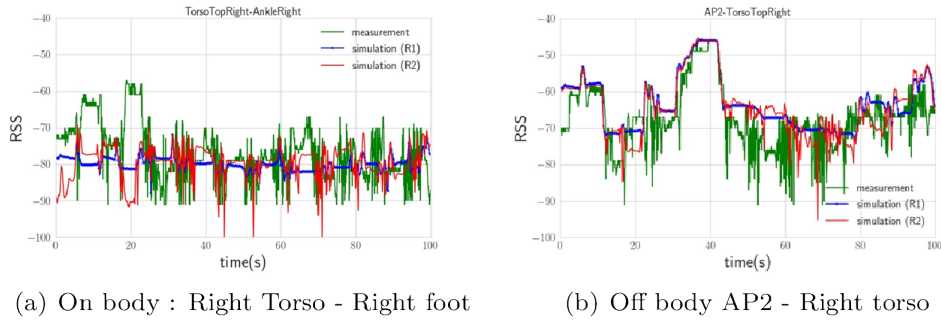 TorsoTopRight-AnkleRight
measurement
simulation (R1)
simulation (R2)
RSS
−40
−50
−60
−70
−80
−90
−100
0
20
40
60
80
100
time(s)
(a) On body : Right Torso - Right foot
AP2-TorsoTopRight
RSS
−40
−50
−60
−70
−80
−90
−100
measurement
simulation (R1)
simulation (R2)
0
20
40
60
80
100
time(s)
(b) Off body AP2 - Right torso